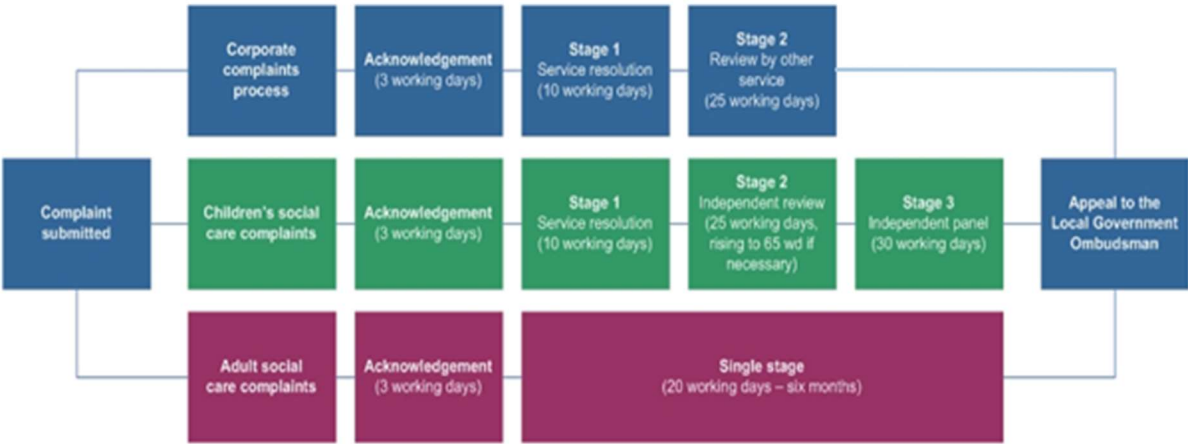 Complaint
submitted
Corporate
complaints
process
Acknowledgement
(3 working days)
Stage 1
Service resolution
(10 working days)
Stage 2
Review by other
service
(25 working days)
Children's social
care complaints
Acknowledgement
(3 working days)
Stage 1
Service resolution
(10 working days)
Stage 2
Independent review
(25 working days,
rising to 65 wd if
necessary)
Stage 3
Independent panel
(30 working days)
Adult social
care complaints
Acknowledgement
(3 working days)
Single stage
(20 working days – six months)
Appeal to the
Local Government
Ombudsman